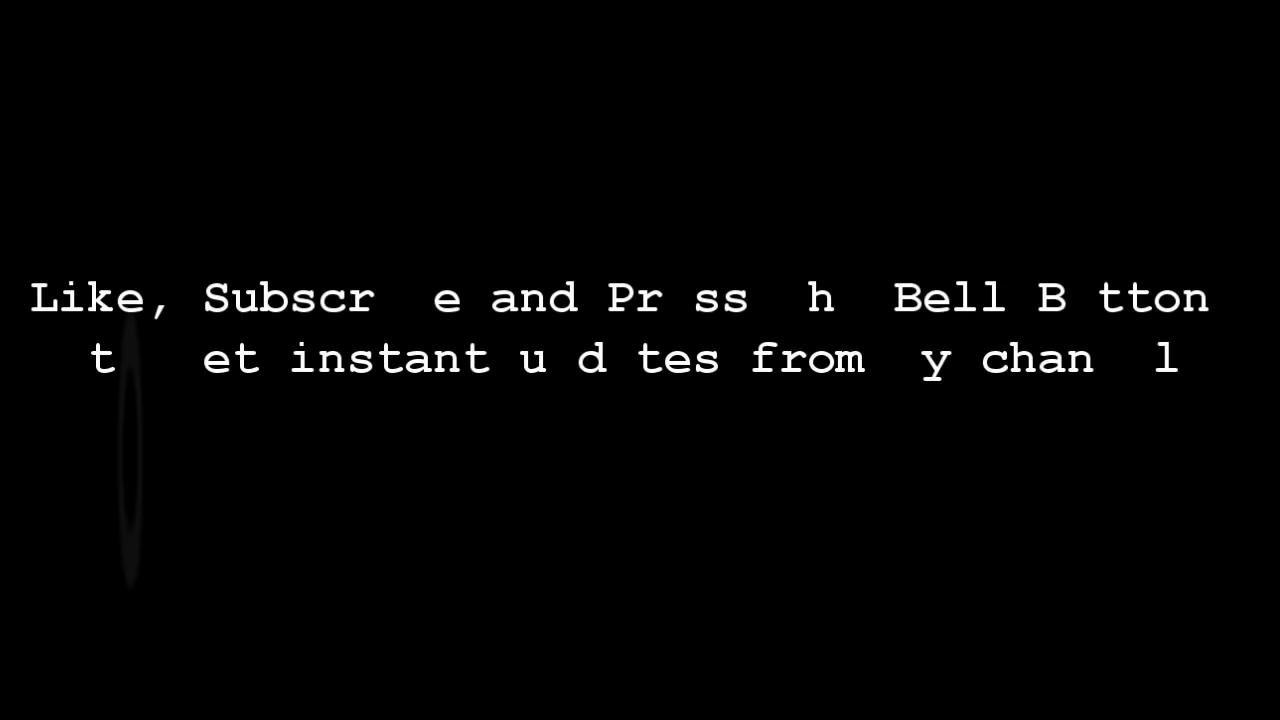 Like, Subscr  e and Pr ss  h  Bell B tton
t   et instant u d tes from  y chan  l